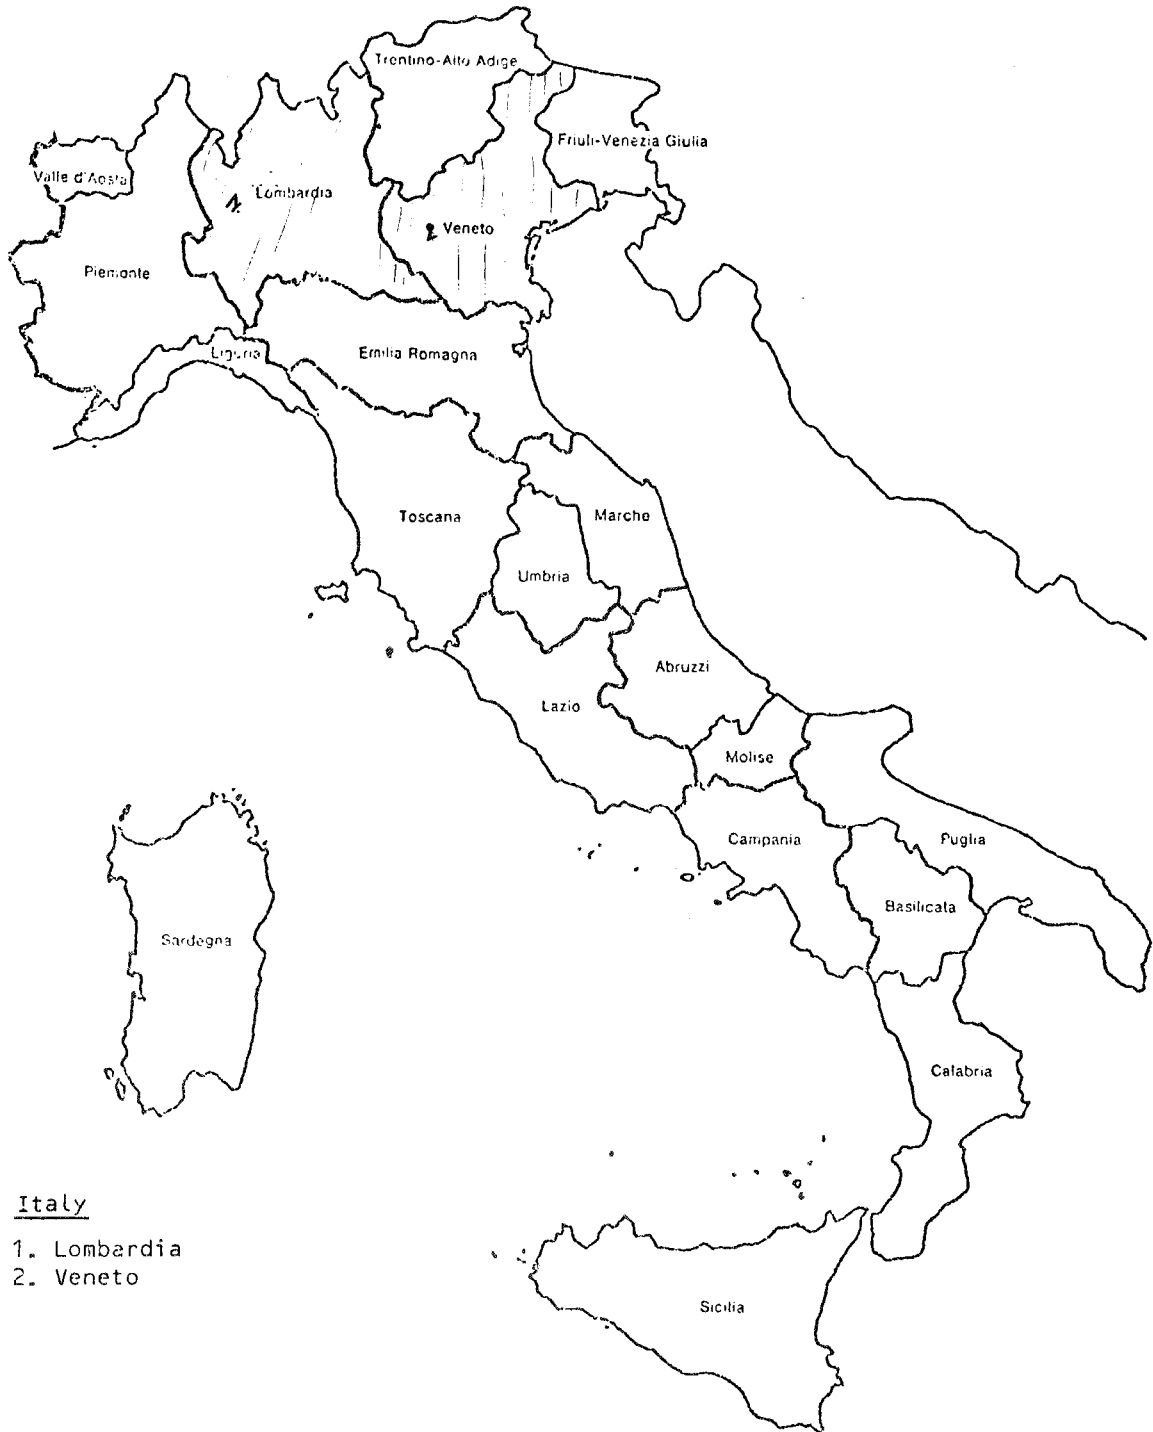 Trentino-Alto Adige
Friuli-Venezia Giulia
Valle d'Aosta
1. Lombardia
2 Veneto
Piemonte
Liguria
Emilia Romagna
Toscana
Marche
Umbria
Abruzzi
Lazio
Molise
Campania
Puglia
Basilicata
Sardegna
Calabria
Italy
1. Lombardia
2. Veneto
Sicilia